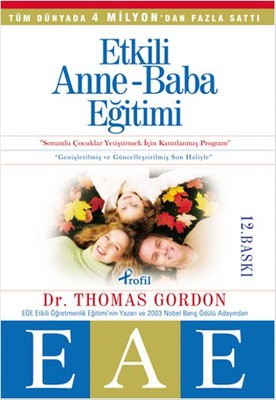 TÜM DÜNYADA 4 MİLYON'DAN FAZLA SATTI
Etkili
Anne-Baba
Eğitimi
"Sorumlu Çocuklar Yetiştirmek İçin Kanıtlanmış Program"
"Genişletilmiş ve Güncelleştirilmiş Son Haliyle"
12. BASKI
Profil
Dr. THOMAS GORDON
EÖE Etkili Öğretmenlik Eğitimi'nin Yazarı ve 2003 Nobel Barış Ödülü Adayından
EAE